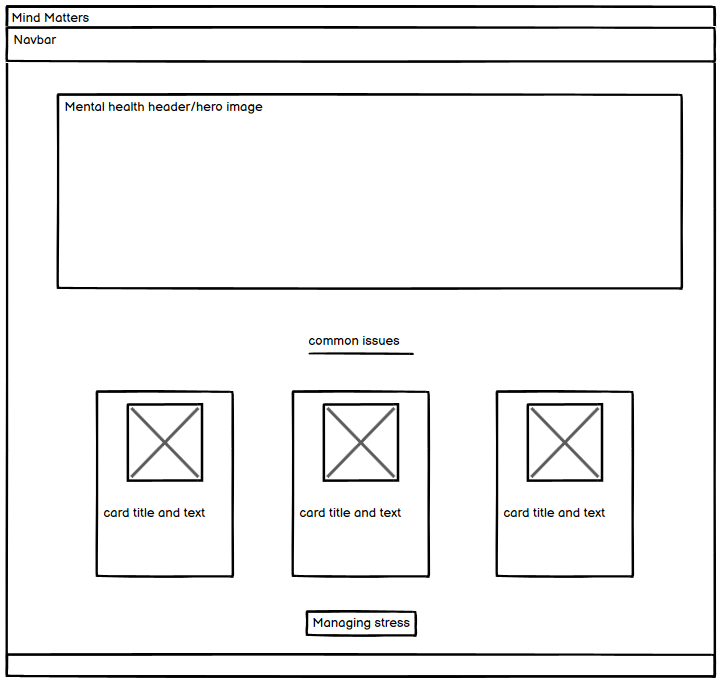 Mind Matters
Navbar
Mental health header/hero image
common issues
card title and text
card title and text
card title and text
Managing stress